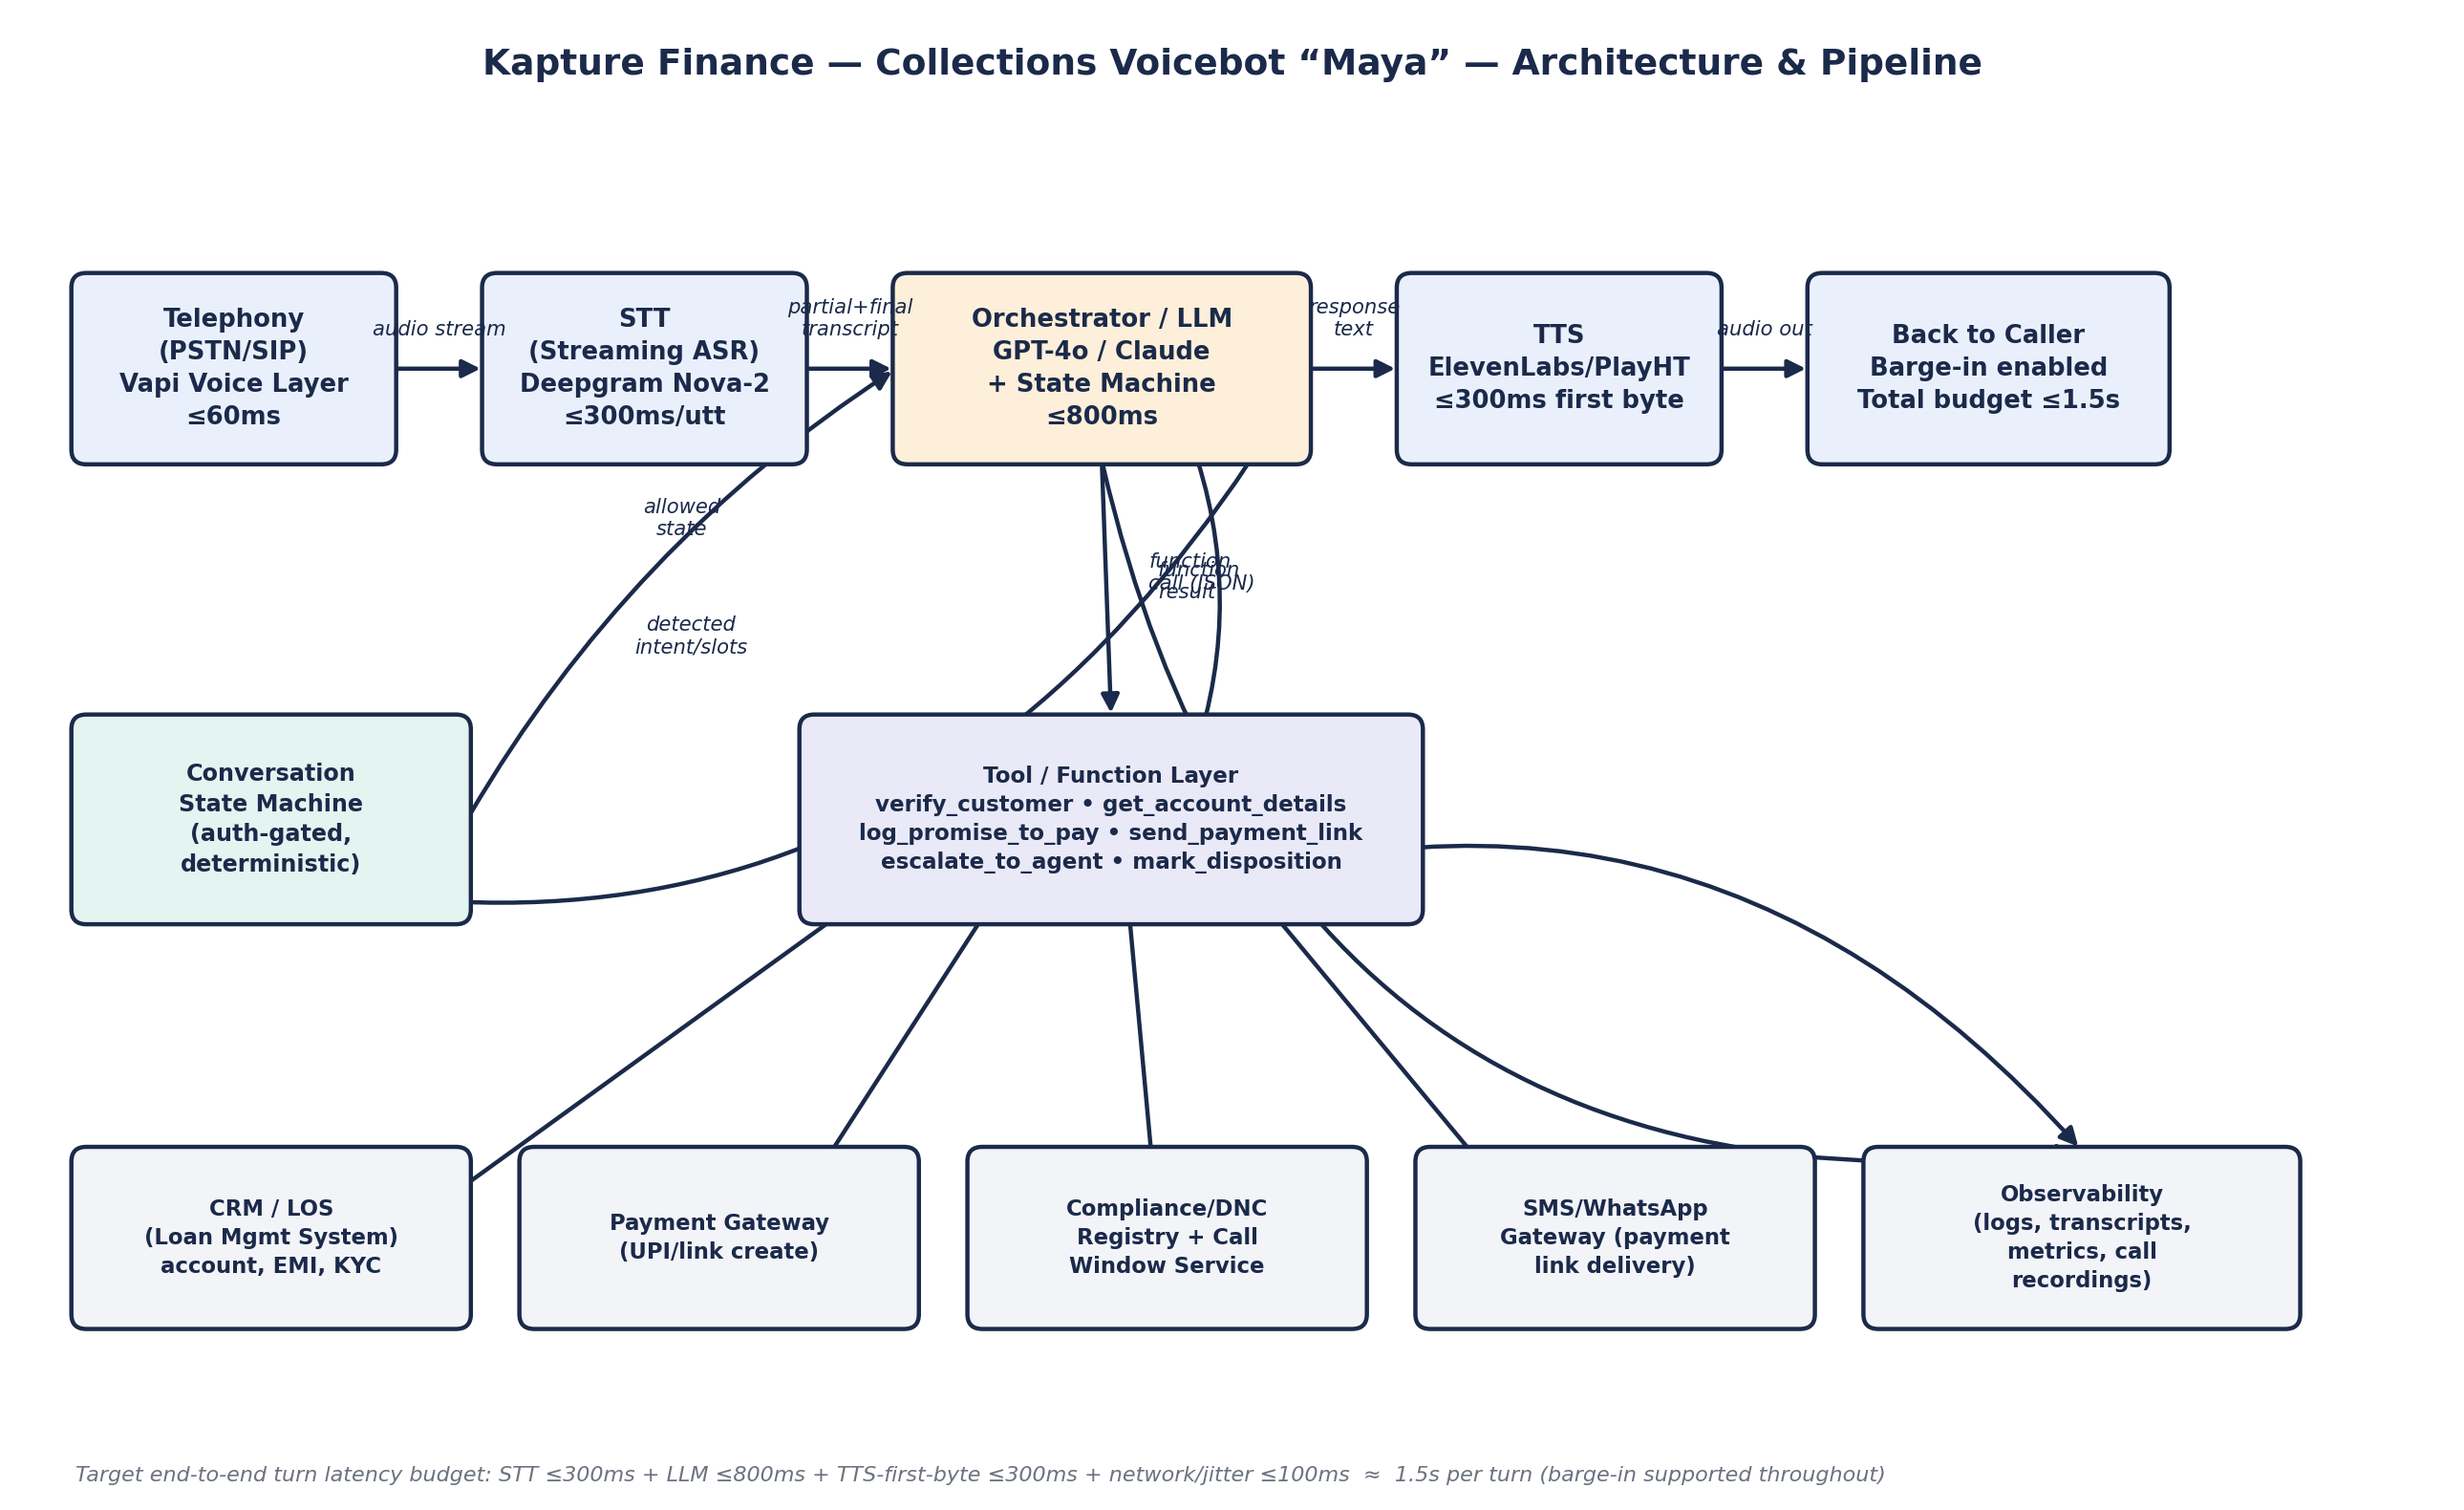 Kapture Finance — Collections Voicebot “Maya” — Architecture & Pipeline
Telephony
(PSTN/SIP)
Vapi Voice Layer
≤60ms
audio stream
STT
(Streaming ASR)
Deepgram Nova-2
≤300ms/utt
partial+final
transcript
Orchestrator / LLM
GPT-4o / Claude
+ State Machine
≤800ms
response
text
TTS
ElevenLabs/PlayHT
≤300ms first byte
audio out
Back to Caller
Barge-in enabled
Total budget ≤1.5s
allowed
state
detected
intent/slots
function
call (JSON)
function
result
Conversation
State Machine
(auth-gated,
deterministic)
Tool / Function Layer
verify_customer • get_account_details
log_promise_to_pay • send_payment_link
escalate_to_agent • mark_disposition
CRM / LOS
(Loan Mgmt System)
account, EMI, KYC
Payment Gateway
(UPI/link create)
Compliance/DNC
Registry + Call
Window Service
SMS/WhatsApp
Gateway (payment
link delivery)
Observability
(logs, transcripts,
metrics, call
recordings)
Target end-to-end turn latency budget: STT ≤300ms + LLM ≤800ms + TTS-first-byte ≤300ms + network/jitter ≤100ms ≈ 1.5s per turn (barge-in supported throughout)